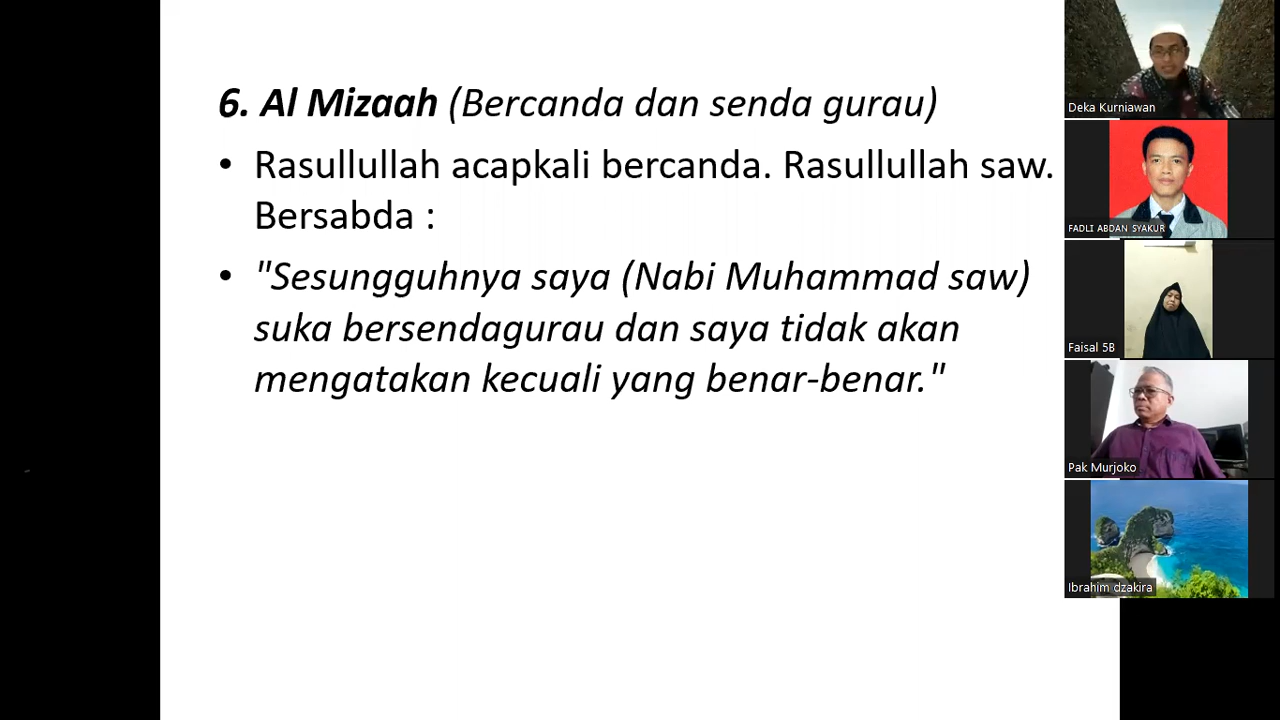 6. Al Mizaah (Bercanda dan senda gurau)
• Rasullullah acapkali bercanda. Rasullullah saw.
Bersabda :
• "Sesungguhnya saya (Nabi Muhammad saw)
suka bersendagurau dan saya tidak akan
mengatakan kecuali yang benar-benar."
Deka Kurniawan
FADLI ABDAN SYAKUR
Faisal 5B
Pak Murjoko
Ibrahim dzakira